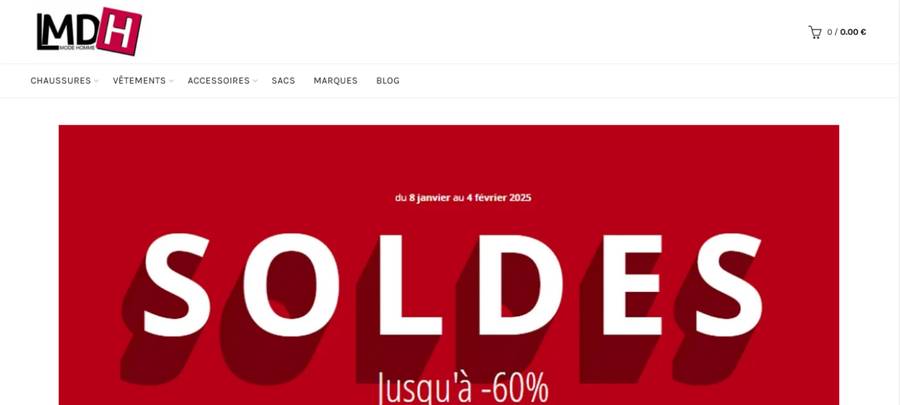 LMDH
MODE HOMME
0 / 0.00 €
CHAUSSURES VÊTEMENTS ACCESSOIRES SACS MARQUES BLOG
du 8 janvier au 4 février 2025
SOLDES
Jusqu'à -60%